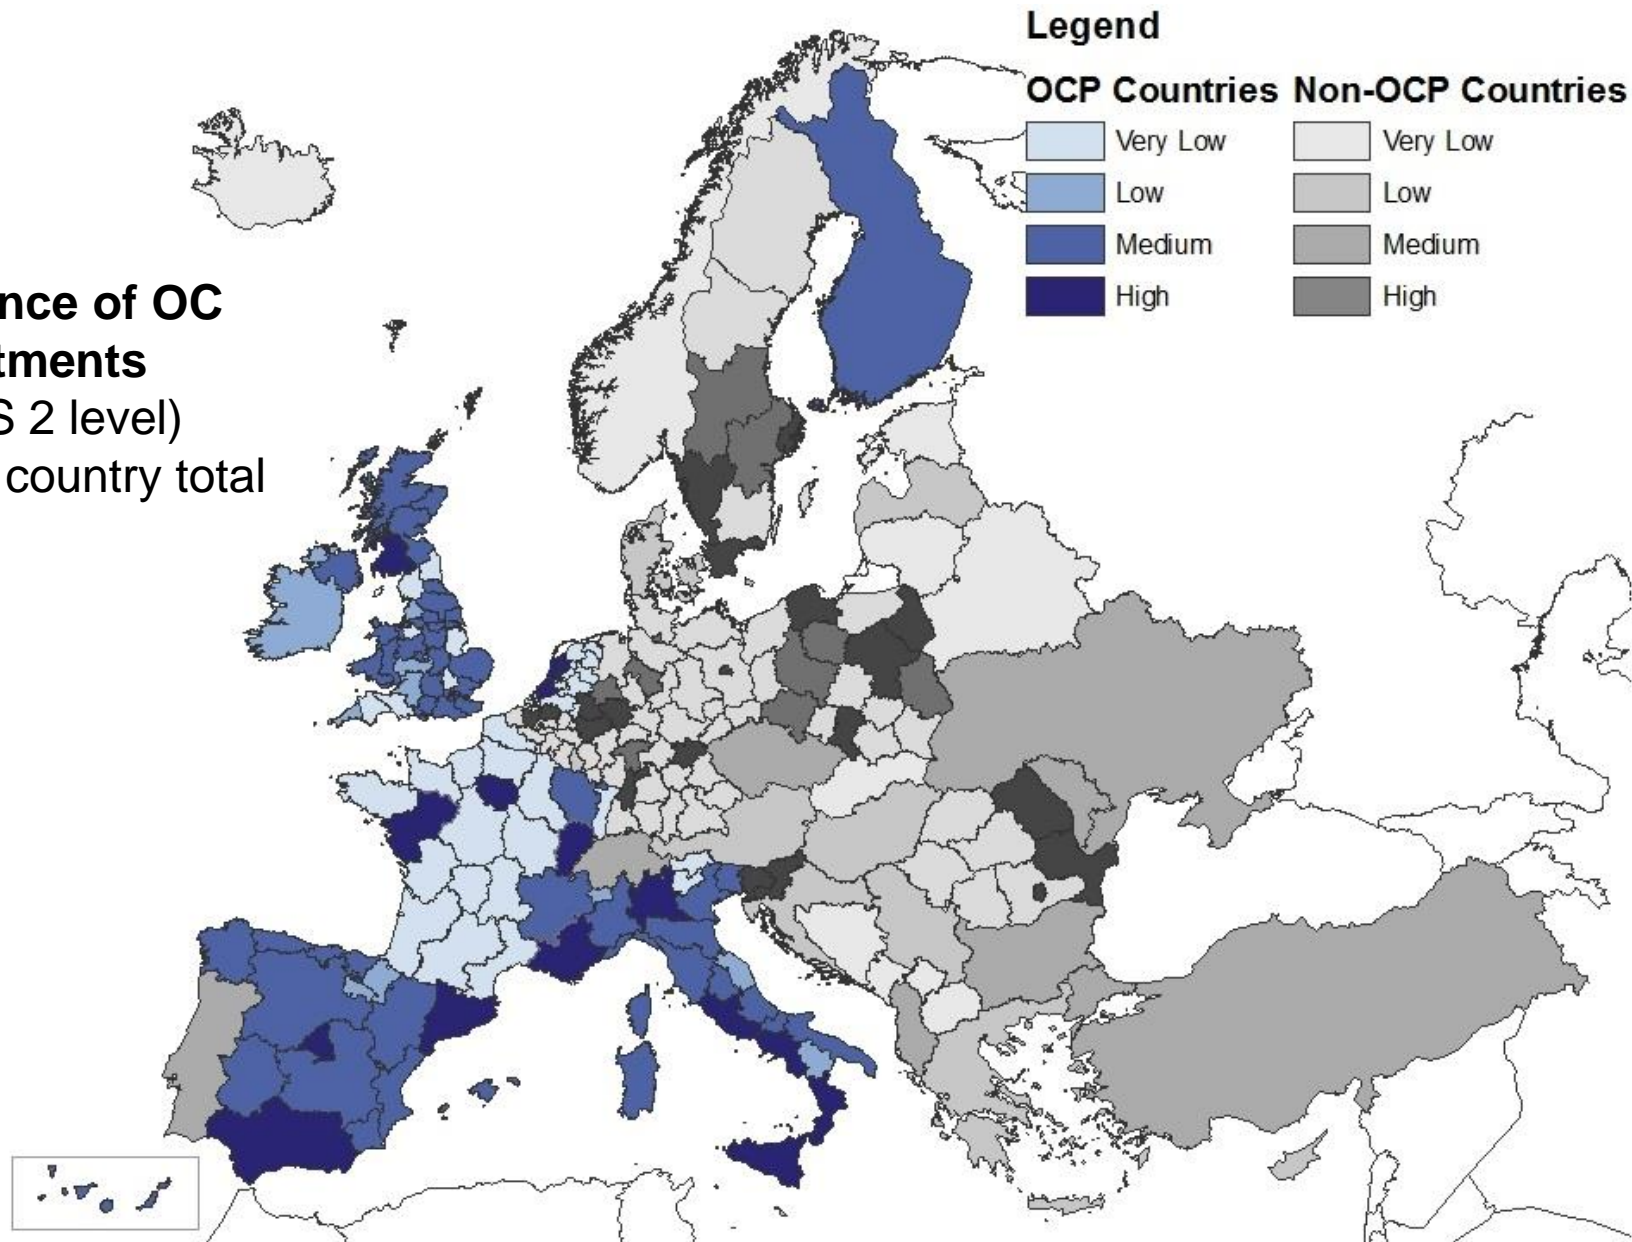 Legend
OCP Countries Non-OCP Countries
Very Low Very Low
Low Low
Medium Medium
High High
nce of OC
tments
S 2 level)
country total